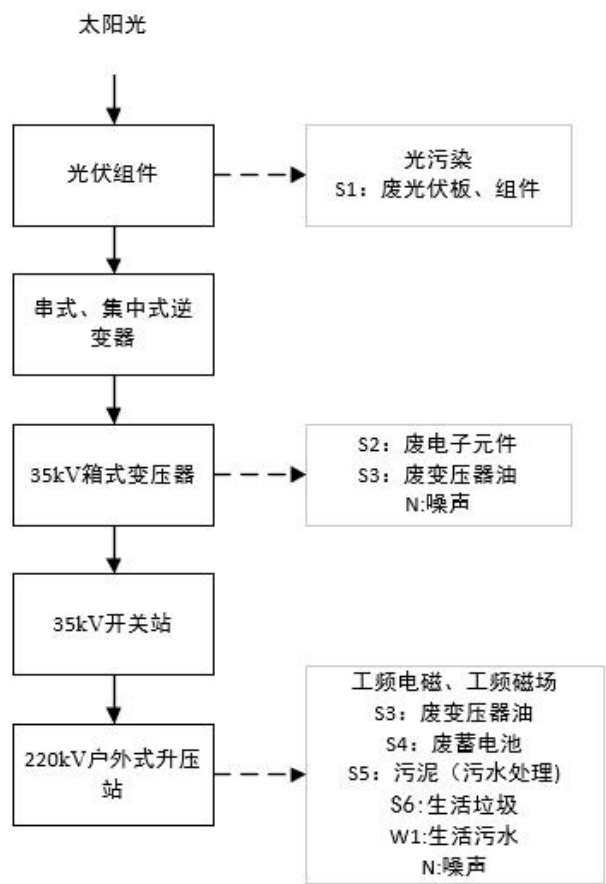 太阳光
光伏组件
光污染
S1：废光伏板、组件
串式、集中式逆
变器
35kV箱式变压器
S2：废电子元件
S3：废变压器油
N:噪声
35kV开关站
220kV户外式升压
站
工频电磁、工频磁场
S3：废变压器油
S4：废蓄电池
S5：污泥（污水处理)
S6:生活垃圾
W1:生活污水
N:噪声